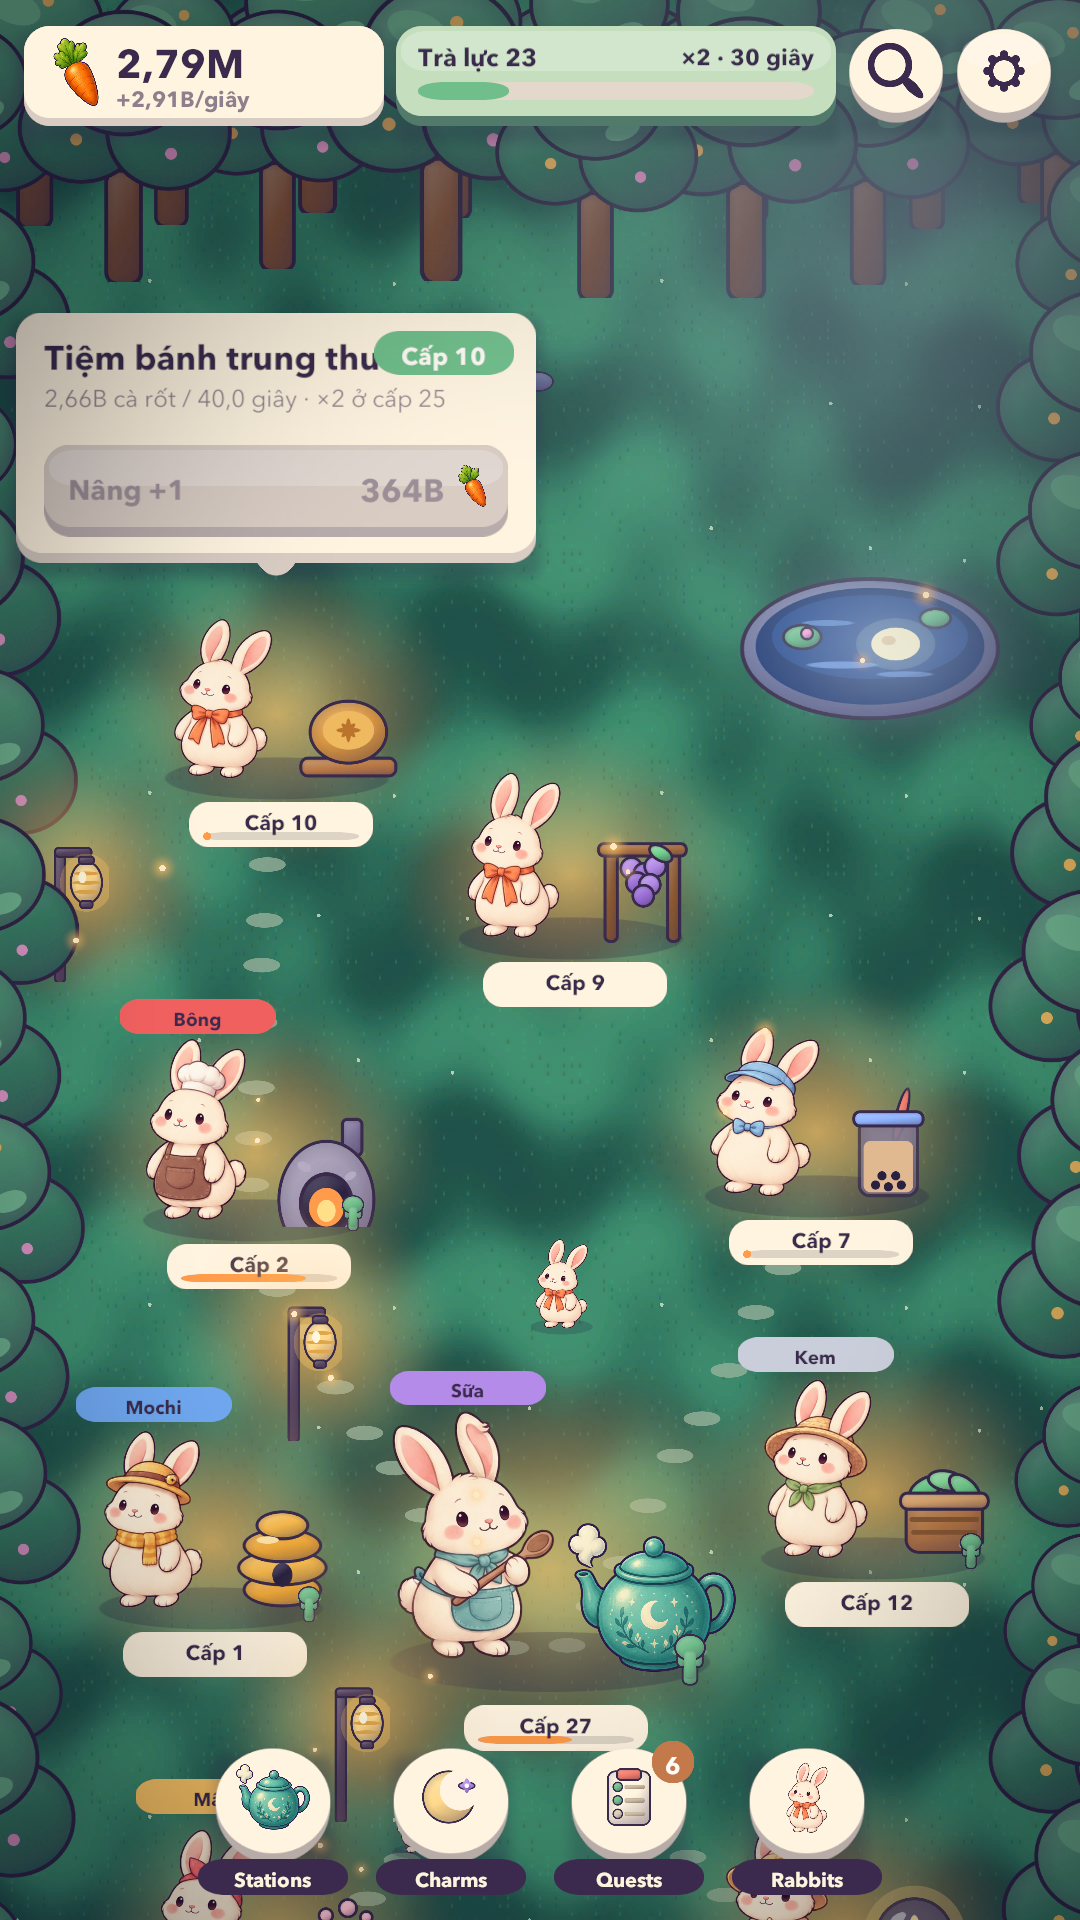 2,79M
+2,91B/giây
Trà lực 23
×2 · 30 giây
Tiệm bánh trung thu
Cấp 10
2,66B cà rốt / 40,0 giây · ×2 ở cấp 25
Nâng +1
364B
Cấp 10
Cấp 9
Bông
Cấp 7
Cấp 2
Kem
Sữa
Mochi
Cấp 12
Cấp 1
Cấp 27
6
Stations
Charms
Quests
Rabbits